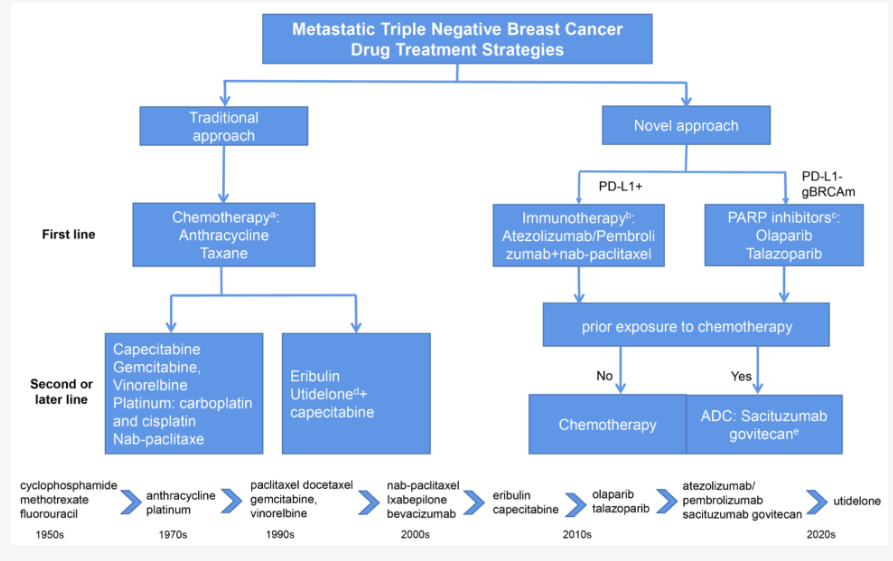 Metastatic Triple Negative Breast Cancer
Drug Treatment Strategies
Traditional
approach
Novel approach
PD-L1+
PD-L1-
gBRCAm
First line
Chemotherapyᵃ:
Anthracycline
Taxane
Immunotherapyᵇ:
Atezolizumab/Pembroli
zumab+nab-paclitaxel
PARP inhibitorsᶜ:
Olaparib
Talazoparib
prior exposure to chemotherapy
No
Yes
Second or
later line
Capecitabine
Gemcitabine,
Vinorelbine
Platinum: carboplatin
and cisplatin
Nab-paclitaxe
Eribulin
Utideloneᵈ+
capecitabine
Chemotherapy
ADC: Sacituzumab
govitecanᵉ
cyclophosphamide
methotrexate
fluorouracil
anthracycline
platinum
paclitaxel docetaxel
gemcitabine,
vinorelbine
nab-paclitaxel
Ixabepilone
bevacizumab
eribulin
capecitabine
olaparib
talazoparib
atezolizumab/
pembrolizumab
sacituzumab govitecan
utidelone
1950s
1970s
1990s
2000s
2010s
2020s